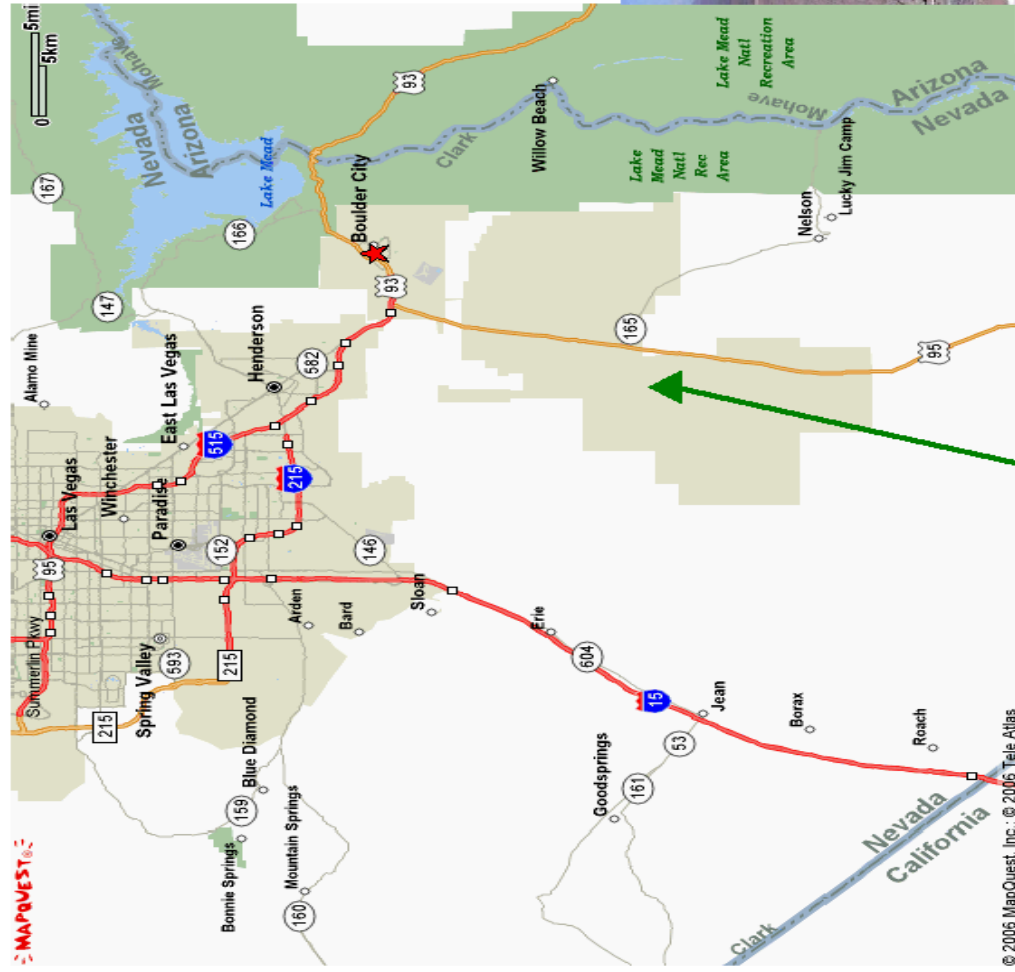 MAPQUEST
0
5mi
5km
Summerlin Pkwy
95
Las Vegas
Alamo Mine
167
Nevada
Arizona
Mohave
215
Winchester
147
Spring Valley
593
Paradise
East Las Vegas
166
Lake Mead
159
Blue Diamond
Bonnie Springs
215
152
515
Henderson
Mountain Springs
160
Arden
Bard
215
582
146
Sloan
93
Boulder City
93
Clark
Willow Beach
Erie
604
Goodsprings
161
53
15
Jean
165
Lake
Mead
Natl
Rec
Area
Lake Mead
Natl
Recreation
Area
Mohave
Borax
Nelson
Lucky Jim Camp
Roach
95
Arizona
Nevada
Nevada
California
Clark
© 2006 MapQuest, Inc.; © 2006 Tele Atlas